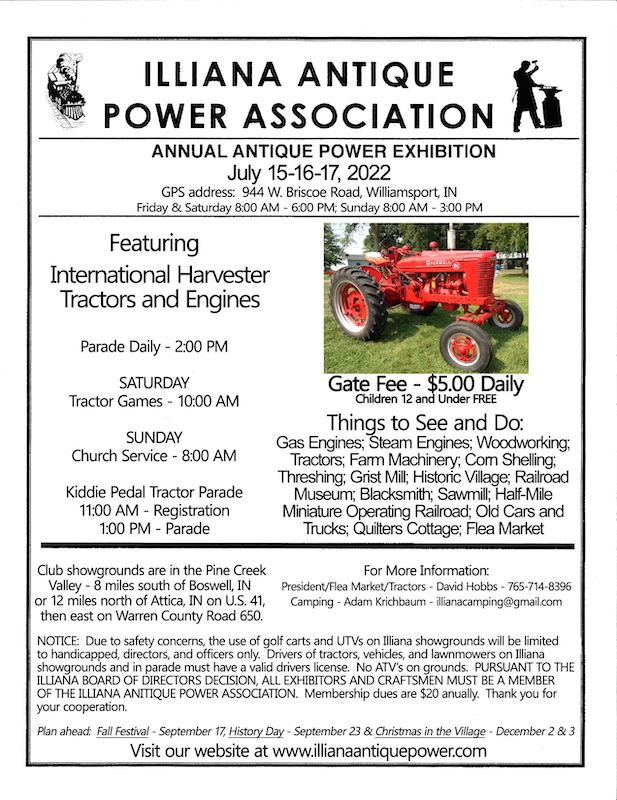 ILLIANA ANTIQUE
POWER ASSOCIATION
ANNUAL ANTIQUE POWER EXHIBITION
July 15-16-17, 2022
GPS address: 944 W. Briscoe Road, Williamsport, IN
Friday & Saturday 8:00 AM - 6:00 PM; Sunday 8:00 AM - 3:00 PM
Featuring
International Harvester
Tractors and Engines
Parade Daily - 2:00 PM
SATURDAY
Tractor Games - 10:00 AM
SUNDAY
Church Service - 8:00 AM
Kiddie Pedal Tractor Parade
11:00 AM - Registration
1:00 PM - Parade
Gate Fee - $5.00 Daily
Children 12 and Under FREE
Things to See and Do:
Gas Engines; Steam Engines; Woodworking;
Tractors; Farm Machinery; Corn Shelling;
Threshing; Grist Mill; Historic Village; Railroad
Museum; Blacksmith; Sawmill; Half-Mile
Miniature Operating Railroad; Old Cars and
Trucks; Quilters Cottage; Flea Market
Club showgrounds are in the Pine Creek
Valley - 8 miles south of Boswell, IN
or 12 miles north of Attica, IN on U.S. 41,
then east on Warren County Road 650.
For More Information:
President/Flea Market/Tractors - David Hobbs - 765-714-8396
Camping - Adam Krichbaum - illianacamping@gmail.com
NOTICE: Due to safety concerns, the use of golf carts and UTVs on Illiana showgrounds will be limited
to handicapped, directors, and officers only. Drivers of tractors, vehicles, and lawnmowers on Illiana
showgrounds and in parade must have a valid drivers license. No ATV's on grounds. PURSUANT TO THE
ILLIANA BOARD OF DIRECTORS DECISION, ALL EXHIBITORS AND CRAFTSMEN MUST BE A MEMBER
OF THE ILLIANA ANITIQUE POWER ASSOCIATION. Membership dues are $20 anually. Thank you for
your cooperation.
Plan ahead: Fall Festival - September 17, History Day - September 23 & Christmas in the Village - December 2 & 3
Visit our website at www.illianaantiquepower.com